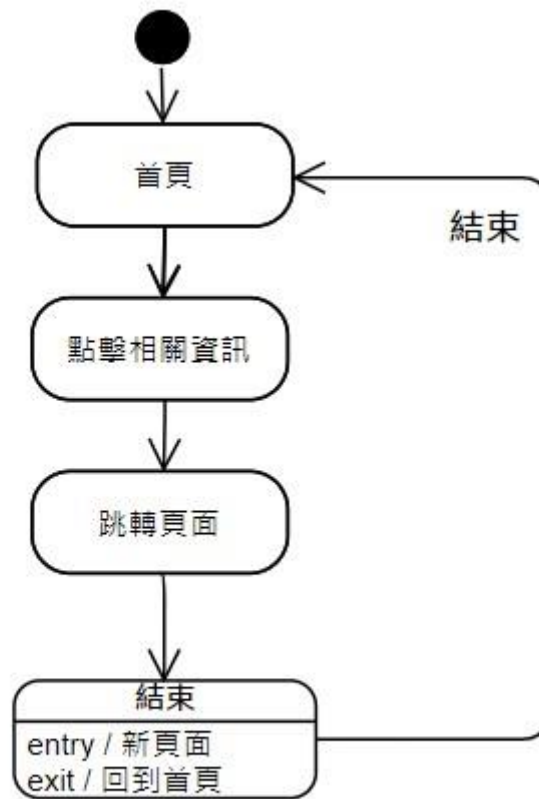 首頁
結束
點擊相關資訊
跳轉頁面
結束
entry / 新頁面
exit / 回到首頁